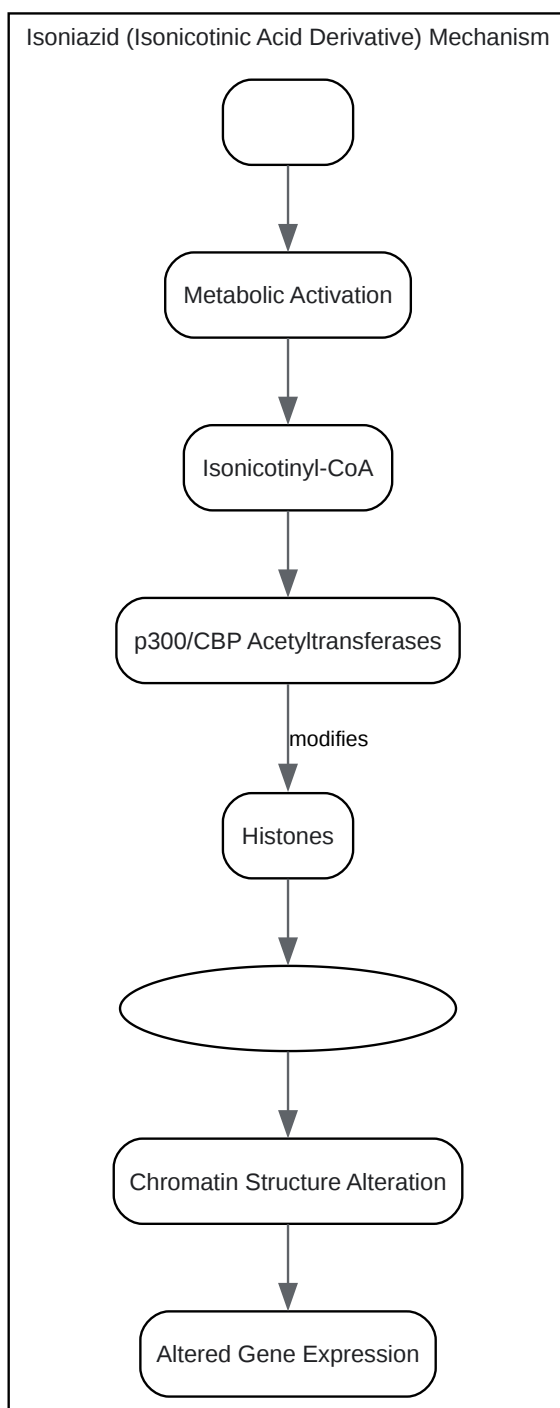 Isoniazid (Isonicotinic Acid Derivative) Mechanism
Metabolic Activation
Isonicotinyl-CoA
p300/CBP Acetyltransferases
modifies
Histones
Chromatin Structure Alteration
Altered Gene Expression